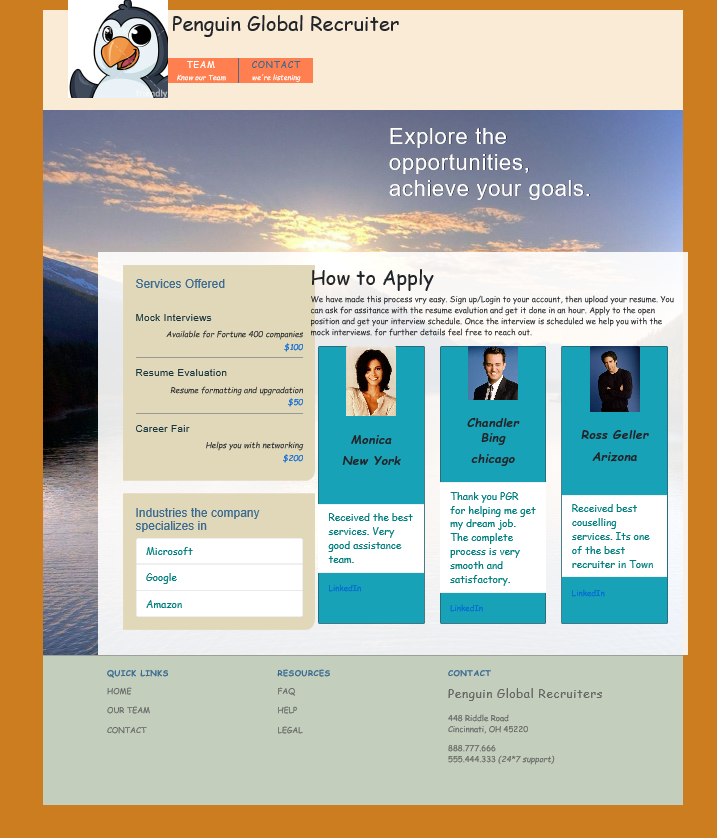 Penguin Global Recruiter
TEAM
Know our Team
CONTACT
we're listening
Explore the
opportunities,
achieve your goals.
Services Offered
Mock Interviews
Available for Fortune 400 companies
$100
Resume Evaluation
Resume formatting and upgradation
$50
Career Fair
Helps you with networking
$200
Industries the company
specializes in
Microsoft
Google
Amazon
How to Apply
We have made this process vry easy. Sign up/Login to your account, then upload your resume. You
can ask for assitance with the resume evalution and get it done in an hour. Apply to the open
position and get your interview schedule. Once the interview is scheduled we help you with the
mock interviews. for further details feel free to reach out.
Monica
New York
Received the best
services. Very
good assistance
team.
LinkedIn
Chandler
Bing
chicago
Thank you PGR
for helping me get
my dream job.
The complete
process is very
smooth and
satisfactory.
LinkedIn
Ross Geller
Arizona
Received best
couselling
services. Its one
of the best
recruiter in Town
LinkedIn
QUICK LINKS
HOME
OUR TEAM
CONTACT
RESOURCES
FAQ
HELP
LEGAL
CONTACT
Penguin Global Recruiters
448 Riddle Road
Cincinnati, OH 45220
888.777.666
555.444.333 (24*7 support)